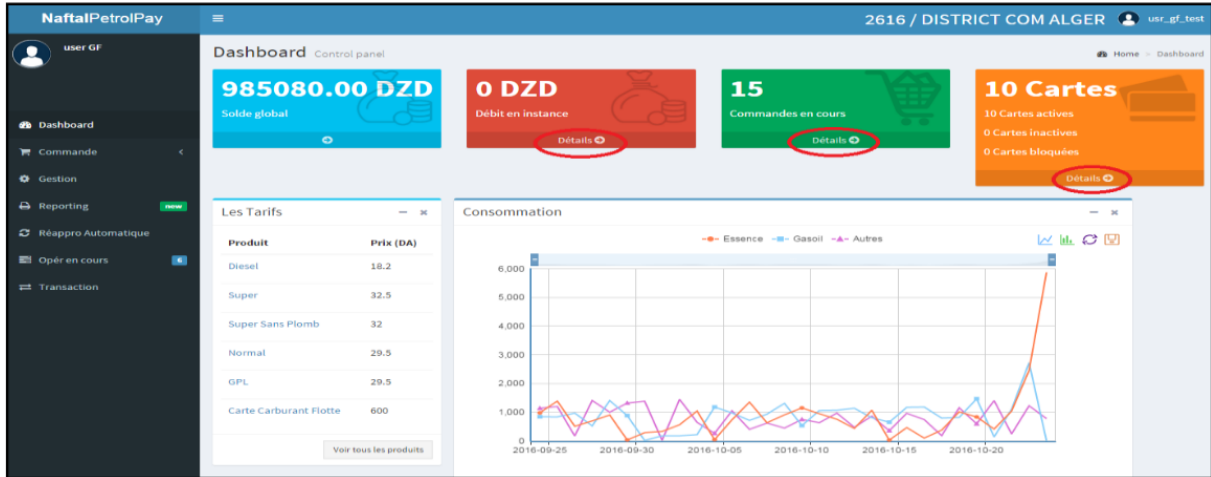 NaftalPetrolPay
2616 / DISTRICT COM ALGER usr_gf_test
user GF
Dashboard Control panel
Home > Dashboard
985080.00 DZD
Solde global
0 DZD
Débit en instance
Détails
15
Commandes en cours
Détails
10 Cartes
10 Cartes actives
0 Cartes inactives
0 Cartes bloquées
Détails
Dashboard
Commande
Gestion
Reporting new
Réappro Automatique
Opér en cours 6
Transaction
Les Tarifs
Produit Prix (DA)
Diesel 18.2
Super 32.5
Super Sans Plomb 32
Normal 29.5
GPL 29.5
Carte Carburant Flotte 600
Voir tous les produits
Consommation
Essence Gasoil Autres
6,000
5,000
4,000
3,000
2,000
1,000
0
2016-09-25 2016-09-30 2016-10-05 2016-10-10 2016-10-15 2016-10-20